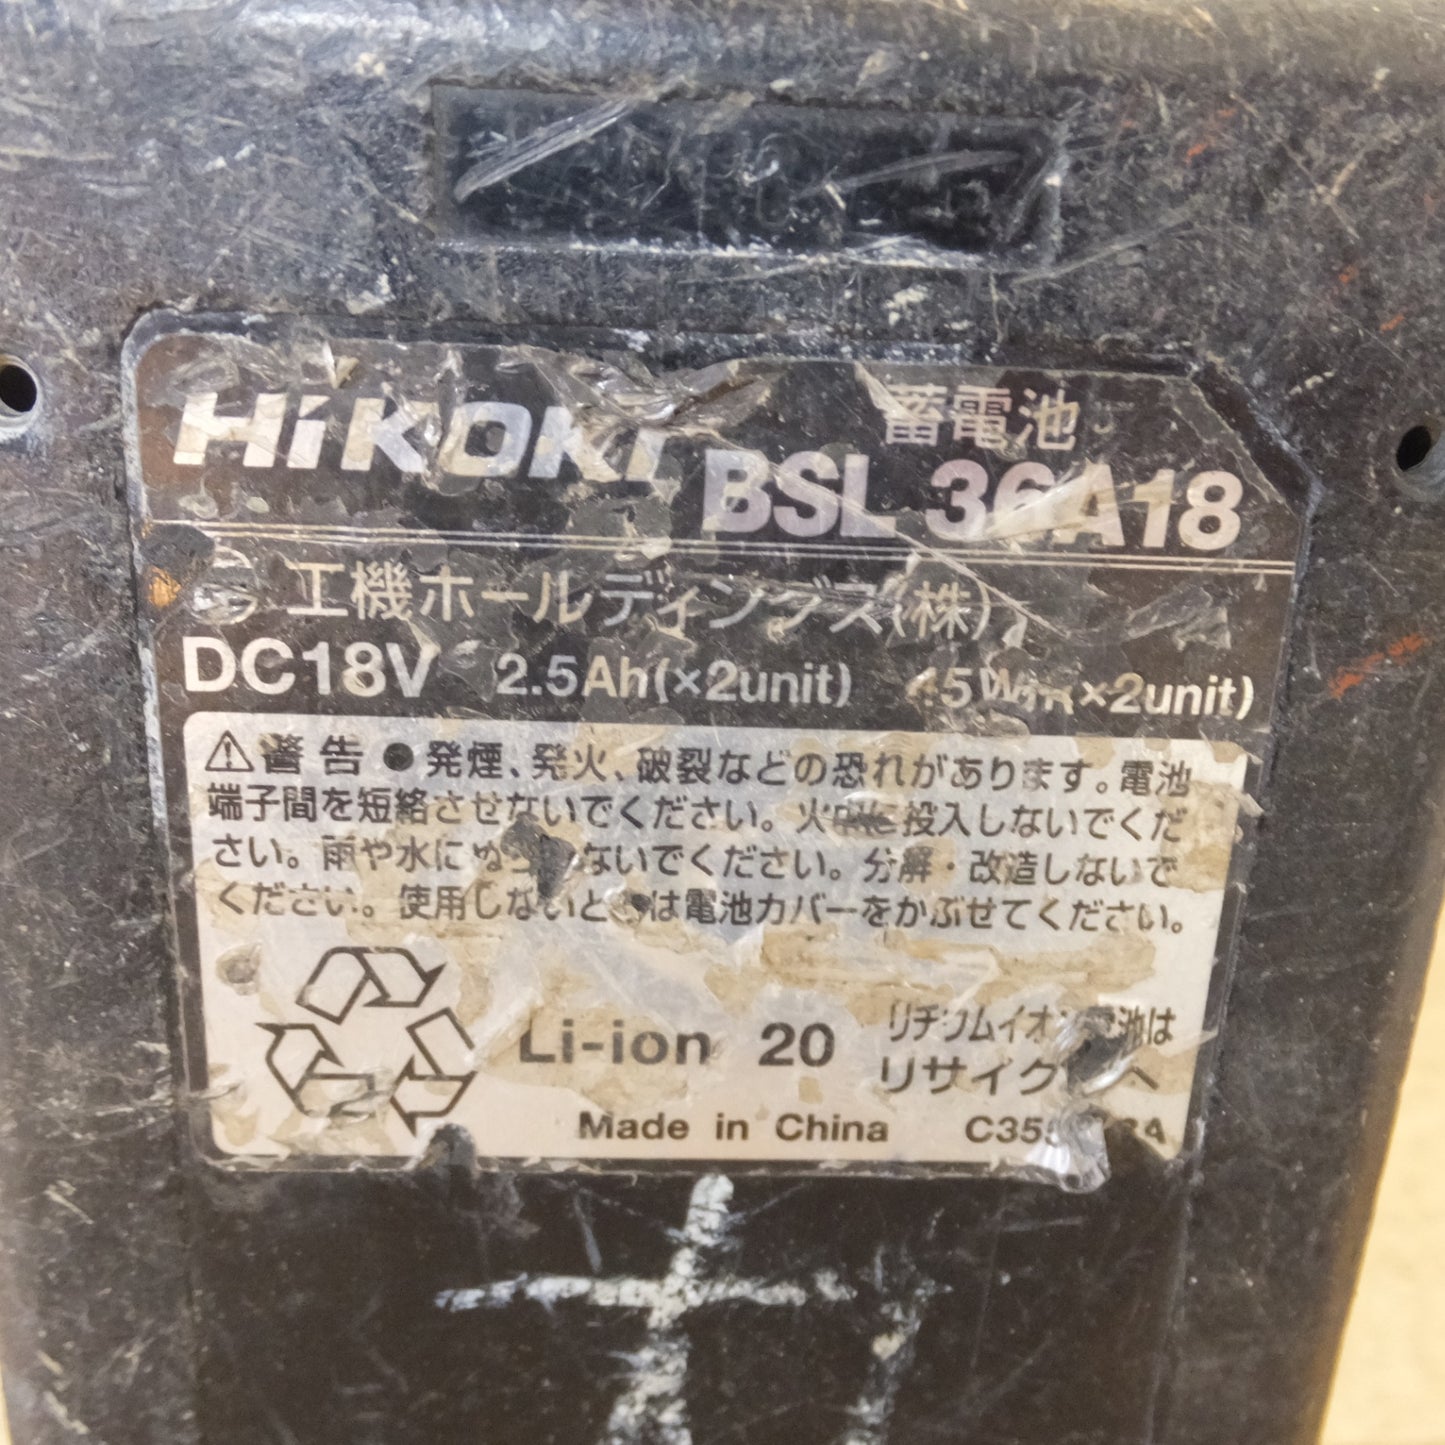 HiKOKI
蓄電池
BSL 36A18
工機ホールディングス(株)
DC18V 2.5Ah(×2unit) 45Wh(×2unit)
⚠警告 ●発煙、発火、破裂などの恐れがあります。電池
端子間を短絡させないでください。火中に投入しないでくだ
さい。雨や水にぬらさないでください。分解・改造しないで
ください。使用しないときは電池カバーをかぶせてください。
Li-ion 20
リチウムイオン電池は
リサイクルへ
Made in China